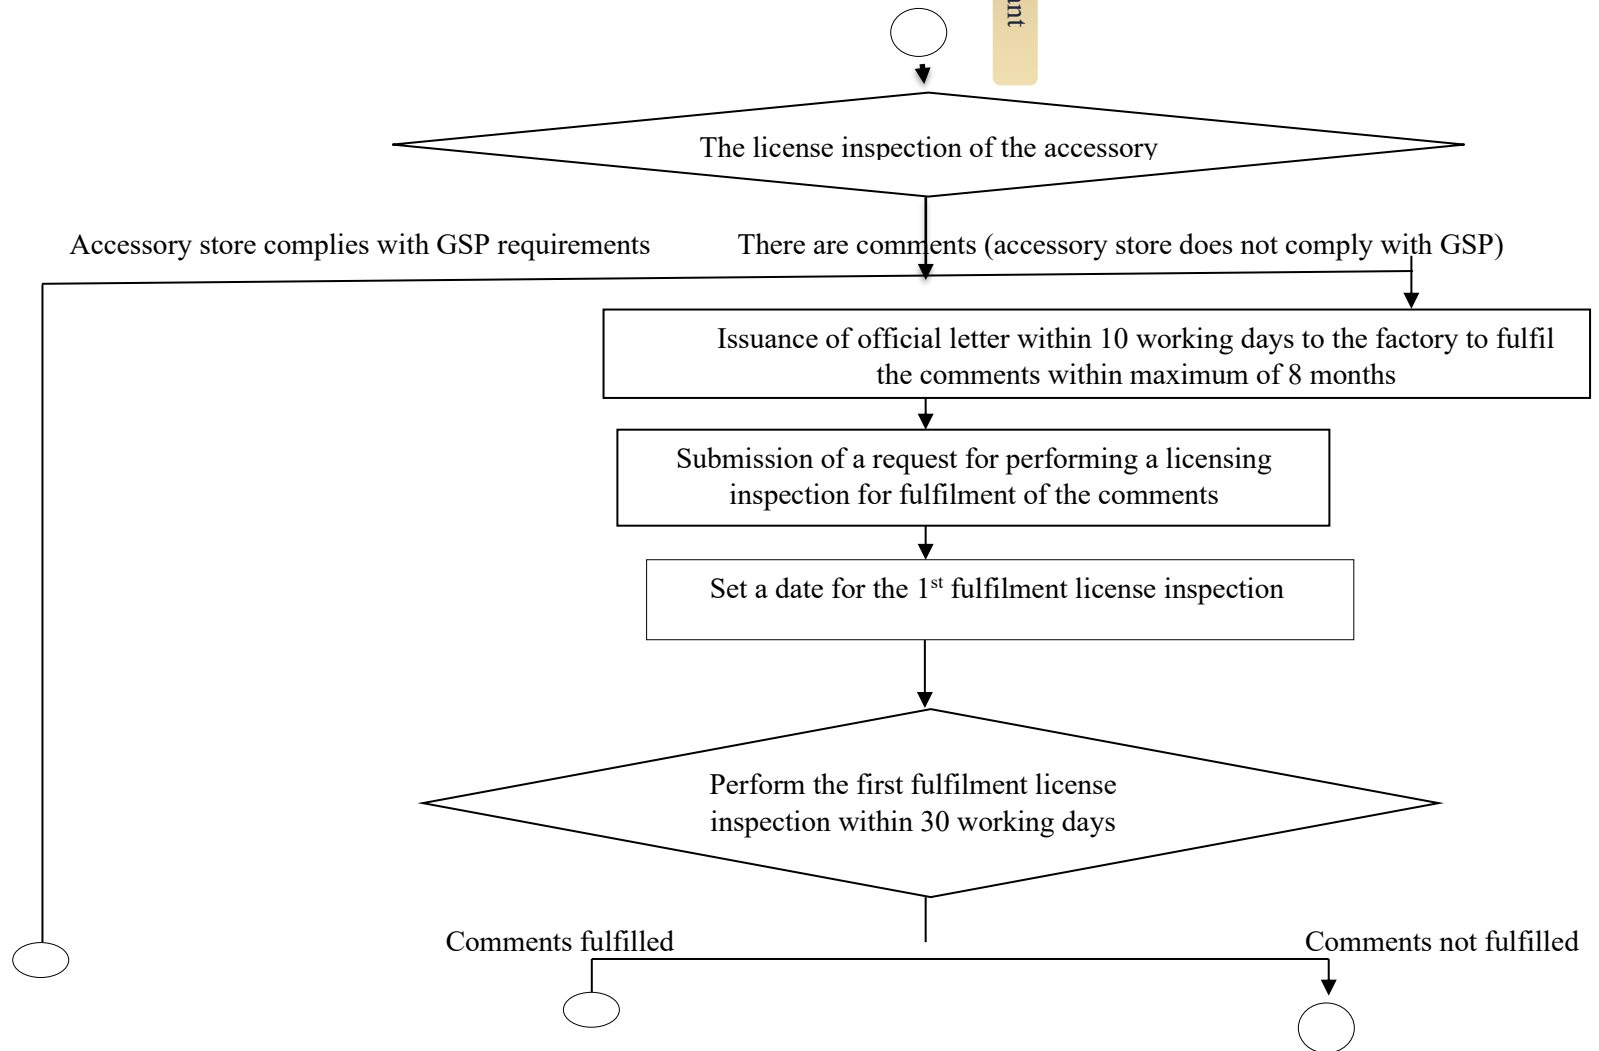 The license inspection of the accessory
Accessory store complies with GSP requirements
There are comments (accessory store does not comply with GSP)
Issuance of official letter within 10 working days to the factory to fulfil
the comments within maximum of 8 months
Submission of a request for performing a licensing
inspection for fulfilment of the comments
Set a date for the 1st fulfilment license inspection
Perform the first fulfilment license
inspection within 30 working days
Comments fulfilled
Comments not fulfilled